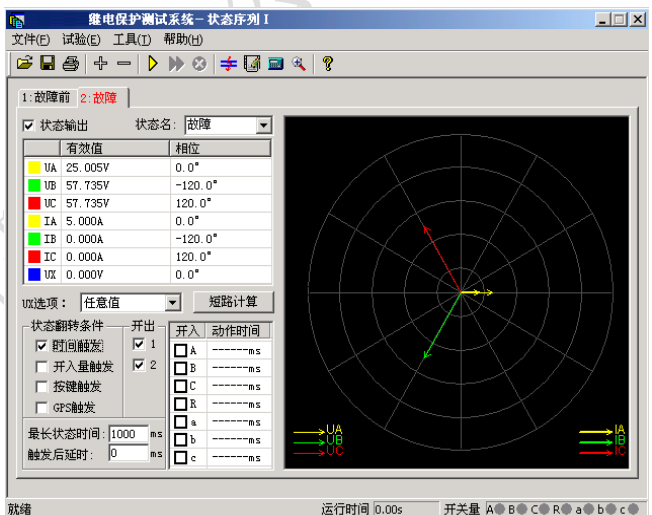 继电保护测试系统－状态序列 I
文件(F) 试验(E) 工具(T) 帮助(H)
1:故障前 2:故障
状态输出 状态名: 故障
有效值 相位
UA 25.005V 0.0°
UB 57.735V -120.0°
UC 57.735V 120.0°
IA 5.000A 0.0°
IB 0.000A -120.0°
IC 0.000A 120.0°
UX 0.000V 0.0°
UX选项: 任意值 短路计算
状态翻转条件 开出 开入 动作时间
时间触发 1 A ------ms
开入量触发 2 B ------ms
按键触发 C ------ms
GPS触发 R ------ms
最长状态时间: 1000 ms a ------ms
触发后延时: 0 ms b ------ms
c ------ms
UA IA
UB IB
UC IC
就绪 运行时间 0.00s 开关量 A B C R a b c